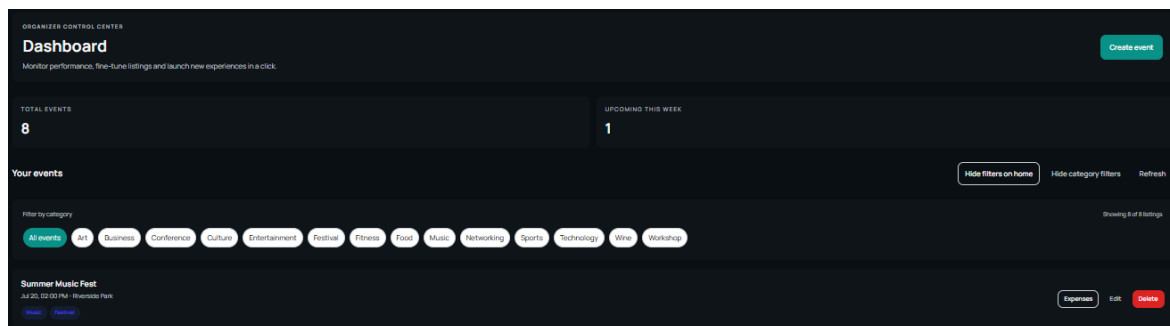 ORGANIZER CONTROL CENTER
Dashboard
Monitor performance, fine-tune listings and launch new experiences in a click.
Create event
TOTAL EVENTS
8
UPCOMING THIS WEEK
1
Your events
Hide filters on home
Hide category filters
Refresh
Filter by category
Showing 8 of 8 listings
All events
Art
Business
Conference
Culture
Entertainment
Festival
Fitness
Food
Music
Networking
Sports
Technology
Wine
Workshop
Summer Music Fest
Jul 20, 02:00 PM - Riverside Park
Music
Festival
Expenses
Edit
Delete